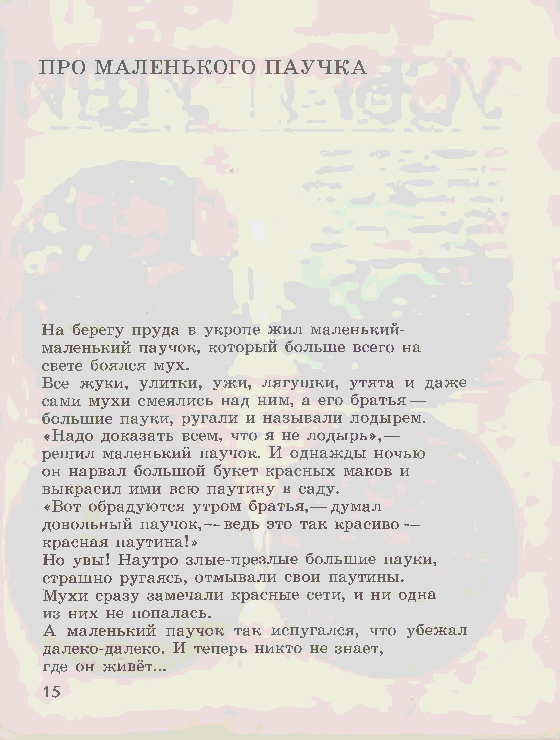 ПРО МАЛЕНЬКОГО ПАУЧКА
На берегу пруда в укропе жил маленький-
маленький паучок, который больше всего на
свете боялся мух.
Все жуки, улитки, ужи, лягушки, утята и даже
сами мухи смеялись над ним, а его братья —
большие пауки, ругали и называли лодырем.
«Надо доказать всем, что я не лодырь», —
решил маленький паучок. И однажды ночью
он нарвал большой букет красных маков и
выкрасил ими всю паутину в саду.
«Вот обрадуются утром братья, — думал
довольный паучок, — ведь это так красиво —
красная паутина!»
Но увы! Наутро злые-презлые большие пауки,
страшно ругаясь, отмывали свои паутины.
Мухи сразу замечали красные сети, и ни одна
из них не попалась.
А маленький паучок так испугался, что убежал
далеко-далеко. И теперь никто не знает,
где он живёт...
15